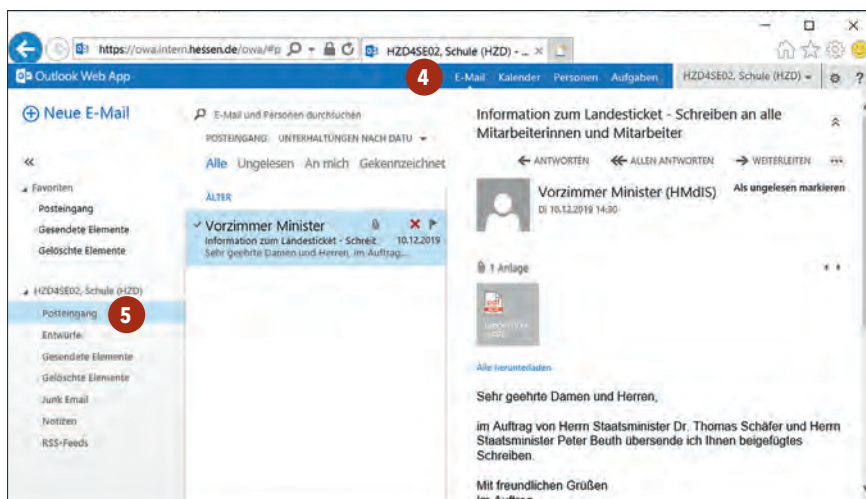 https://owa.intern.hessen.de/owa/#p
HZD4SE02, Schule (HZD) - ...
Outlook Web App
4
E-Mail Kalender Personen Aufgaben
HZD4SE02, Schule (HZD)
?
Neue E-Mail
Favoriten
Posteingang
Gesendete Elemente
Gelöschte Elemente
HZD4SE02, Schule (HZD)
Posteingang
5
Entwürfe
Gesendete Elemente
Gelöschte Elemente
Junk Email
Notizen
RSS-Feeds
E-Mail und Personen durchsuchen
POSTEINGANG UNTERHALTUNGEN NACH DATU
Alle Ungelesen An mich Gekennzeichnet
ÄLTER
Vorzimmer Minister
Information zum Landesticket - Schreit 10.12.2019
Sehr geehrte Damen und Herren, im Auftrag...
Information zum Landesticket - Schreiben an alle
Mitarbeiterinnen und Mitarbeiter
ANTWORTEN ALLEN ANTWORTEN WEITERLEITEN ...
Vorzimmer Minister (HMdIS)
Als ungelesen markieren
Di 10.12.2019 14:30
1 Anlage
pdf
Alle herunterladen
Sehr geehrte Damen und Herren,
im Auftrag von Herrn Staatsminister Dr. Thomas Schäfer und Herrn
Staatsminister Peter Beuth übersende ich Ihnen beigefügtes
Schreiben.
Mit freundlichen Grüßen
Im Auftrag